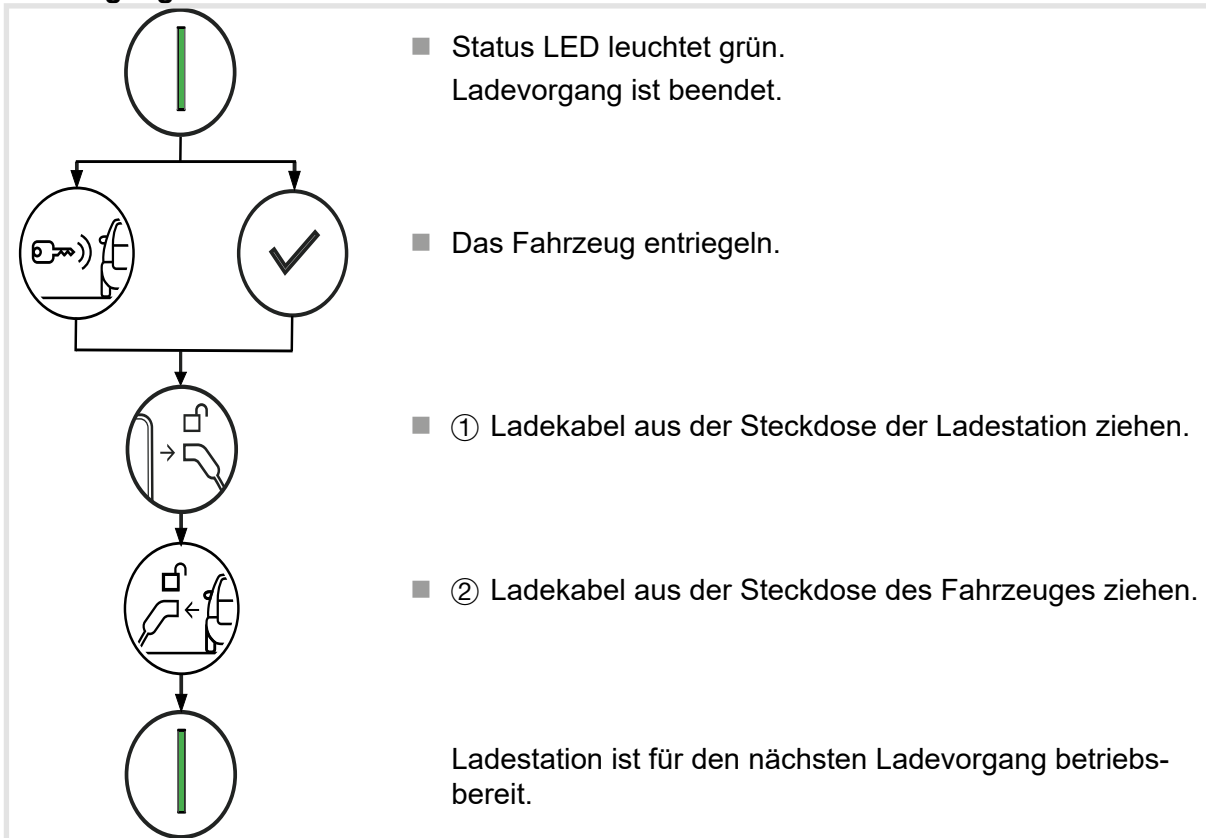 Status LED leuchtet grün.
Ladevorgang ist beendet.
Das Fahrzeug entriegeln.
① Ladekabel aus der Steckdose der Ladestation ziehen.
② Ladekabel aus der Steckdose des Fahrzeuges ziehen.
Ladestation ist für den nächsten Ladevorgang betriebs-
bereit.